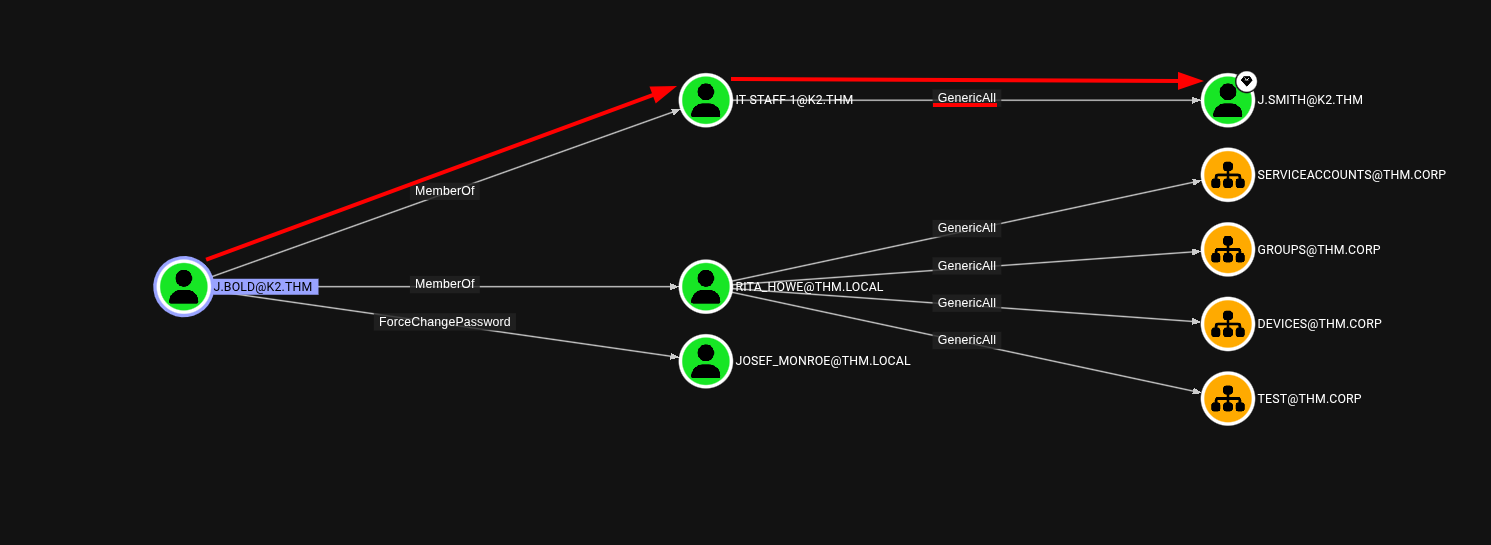 IT STAFF 1@K2.THM
GenericAll
J.SMITH@K2.THM
SERVICEACCOUNTS@THM.CORP
MemberOf
GenericAll
GROUPS@THM.CORP
GenericAll
J.BOLD@K2.THM
MemberOf
RITA_HOWE@THM.LOCAL
GenericAll
DEVICES@THM.CORP
ForceChangePassword
GenericAll
JOSEF_MONROE@THM.LOCAL
TEST@THM.CORP